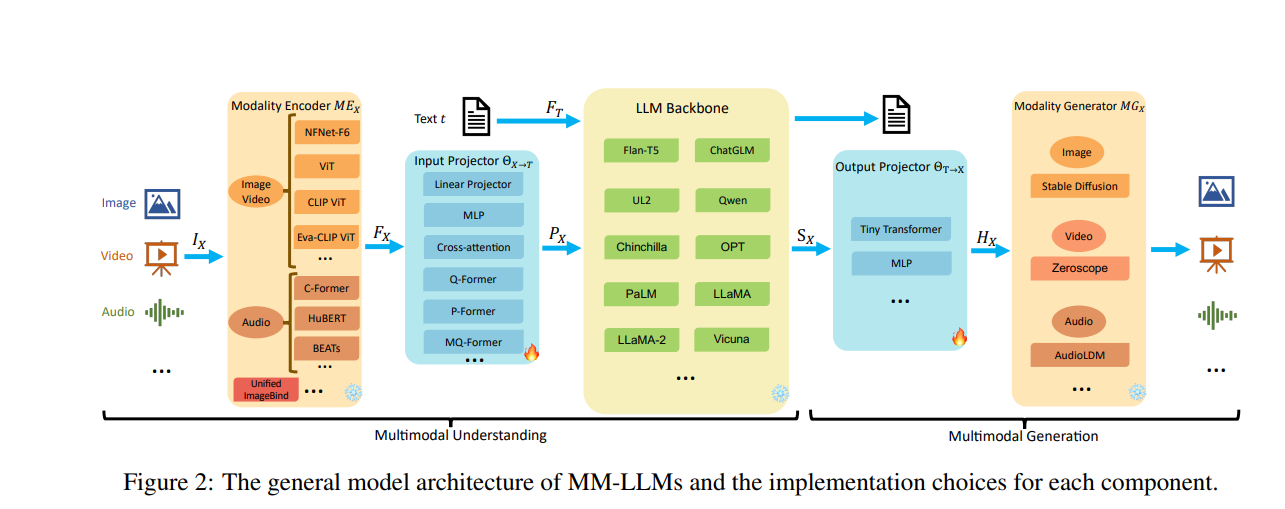 Image
Video
Audio
...
I_X
Modality Encoder ME_X
Image
Video
NFNet-F6
ViT
CLIP ViT
Eva-CLIP ViT
...
Audio
C-Former
HuBERT
BEATs
...
Unified
ImageBind
...
F_X
Text t
F_T
Input Projector Θ_X→T
Linear Projector
MLP
Cross-attention
Q-Former
P-Former
MQ-Former
...
P_X
LLM Backbone
Flan-T5 ChatGLM
UL2 Qwen
Chinchilla OPT
PaLM LLaMA
LLaMA-2 Vicuna
...
S_X
Output Projector Θ_T→X
Tiny Transformer
MLP
...
H_X
Modality Generator MG_X
Image
Stable Diffusion
Video
Zeroscope
Audio
AudioLDM
...
...
Multimodal Understanding
Multimodal Generation
Figure 2: The general model architecture of MM-LLMs and the implementation choices for each component.